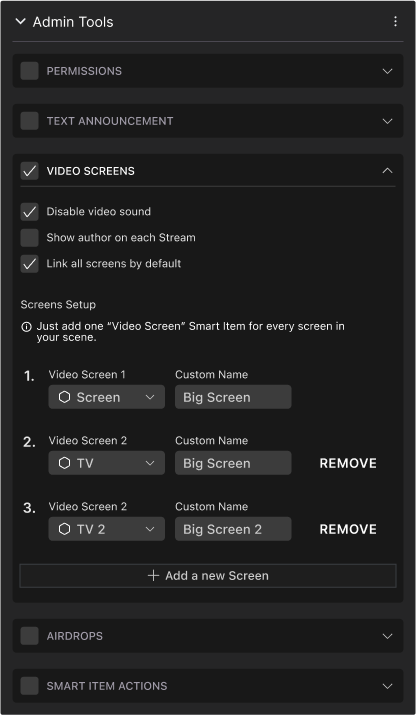 Admin Tools
PERMISSIONS
TEXT ANNOUNCEMENT
VIDEO SCREENS
Disable video sound
Show author on each Stream
Link all screens by default
Screens Setup
Just add one “Video Screen” Smart Item for every screen in
your scene.
1. Video Screen 1 Custom Name
Screen Big Screen
2. Video Screen 2 Custom Name
TV Big Screen REMOVE
3. Video Screen 2 Custom Name
TV 2 Big Screen 2 REMOVE
+ Add a new Screen
AIRDROPS
SMART ITEM ACTIONS